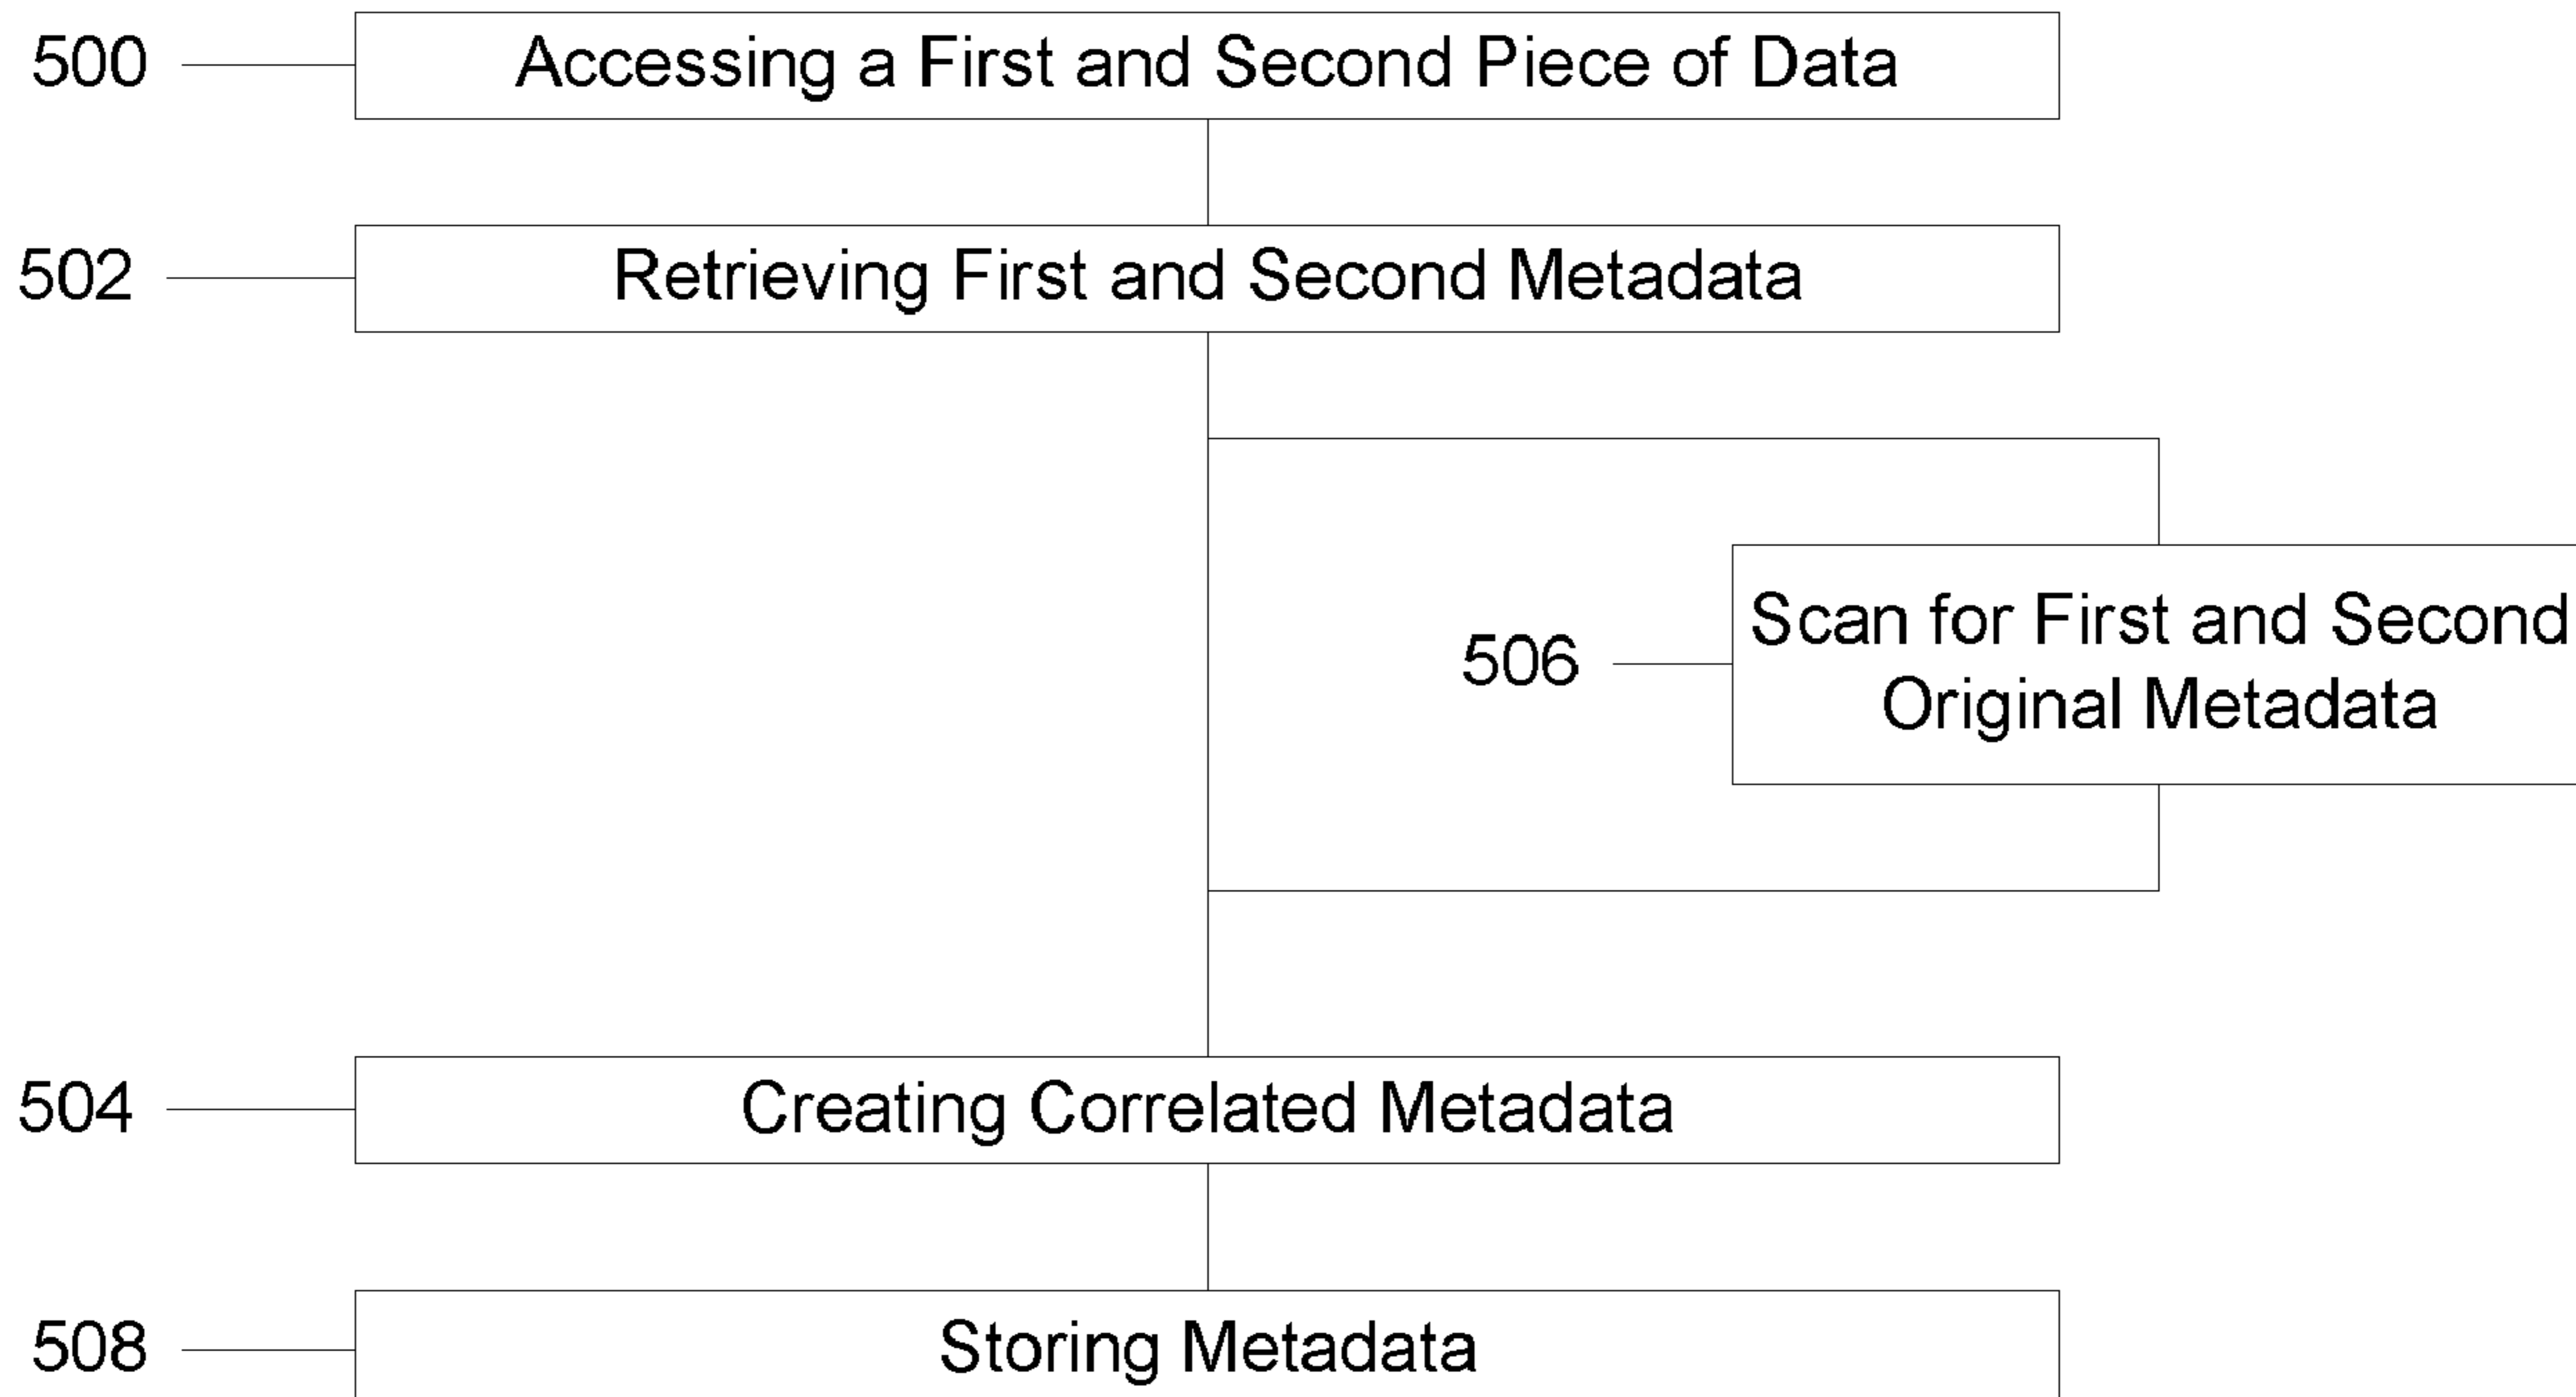 500 Accessing a First and Second Piece of Data
502 Retrieving First and Second Metadata
506 Scan for First and Second
Original Metadata
504 Creating Correlated Metadata
508 Storing Metadata